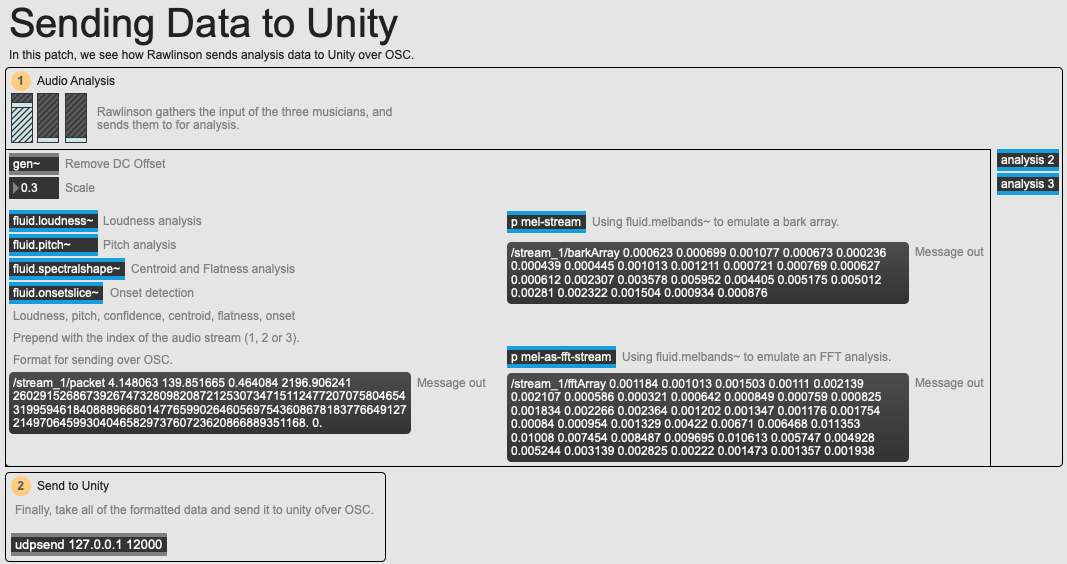 Sending Data to Unity
In this patch, we see how Rawlinson sends analysis data to Unity over OSC.
1 Audio Analysis
Rawlinson gathers the input of the three musicians, and
sends them to for analysis.
gen~ Remove DC Offset
0.3 Scale
analysis 2
analysis 3
fluid.loudness~ Loudness analysis
fluid.pitch~ Pitch analysis
fluid.spectralshape~ Centroid and Flatness analysis
fluid.onsetslice~ Onset detection
Loudness, pitch, confidence, centroid, flatness, onset
Prepend with the index of the audio stream (1, 2 or 3).
Format for sending over OSC.
/stream_1/packet 4.148063 139.851665 0.464084 2196.906241
26029152686739267473280982087212530734715112477207075804654
31995946184088896680147765990264605697543608678183776649127
21497064599304046582973760723620866889351168. 0.
Message out
p mel-stream Using fluid.melbands~ to emulate a bark array.
/stream_1/barkArray 0.000623 0.000699 0.001077 0.000673 0.000236
0.000439 0.000445 0.001013 0.001211 0.000721 0.000769 0.000627
0.000612 0.002307 0.003578 0.005952 0.004405 0.005175 0.005012
0.00281 0.002322 0.001504 0.000934 0.000876
Message out
p mel-as-fft-stream Using fluid.melbands~ to emulate an FFT analysis.
/stream_1/fftArray 0.001184 0.001013 0.001503 0.00111 0.002139
0.002107 0.000586 0.000321 0.000642 0.000849 0.000759 0.000825
0.001834 0.002266 0.002364 0.001202 0.001347 0.001176 0.001754
0.00084 0.000954 0.001329 0.00422 0.00671 0.006468 0.011353
0.01008 0.007454 0.008487 0.009695 0.010613 0.005747 0.004928
0.005244 0.003139 0.002825 0.00222 0.001473 0.001357 0.001938
Message out
2 Send to Unity
Finally, take all of the formatted data and send it to unity ofver OSC.
udpsend 127.0.0.1 12000